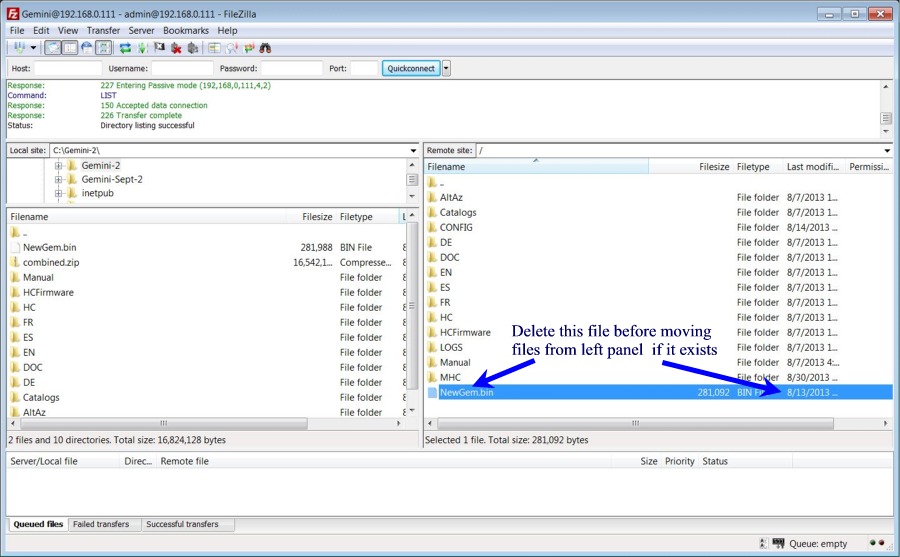 Gemini@192.168.0.111 - admin@192.168.0.111 - FileZilla
File Edit View Transfer Server Bookmarks Help
Host: Username: Password: Port: Quickconnect
Response: 227 Entering Passive mode (192,168,0,111,4,2)
Command: LIST
Response: 150 Accepted data connection
Response: 226 Transfer complete
Status: Directory listing successful
Local site: C:\Gemini-2\
Gemini-2
Gemini-Sept-2
inetpub
Filename Filesize Filetype L
..
NewGem.bin 281,988 BIN File 8
combined.zip 16,542,1... Compresse... 8
Manual File folder 8
HCFirmware File folder 8
HC File folder 8
FR File folder 8
ES File folder 8
EN File folder 8
DOC File folder 8
DE File folder 8
Catalogs File folder 8
AltAz File folder 8
2 files and 10 directories. Total size: 16,824,128 bytes
Remote site: /
Filename Filesize Filetype Last modifi... Permissi...
..
AltAz File folder 8/7/2013 1...
Catalogs File folder 8/7/2013 1...
CONFIG File folder 8/14/2013 ...
DE File folder 8/7/2013 1...
DOC File folder 8/7/2013 1...
EN File folder 8/7/2013 1...
ES File folder 8/7/2013 1...
FR File folder 8/7/2013 1...
HC File folder 8/7/2013 1...
HCFirmware File folder 8/7/2013 1...
LOGS File folder 8/7/2013 1...
Manual File folder 8/7/2013 4:...
MHC File folder 8/30/2013 ...
NewGem.bin 281,092 BIN File 8/13/2013 ...
Delete this file before moving
files from left panel if it exists
Selected 1 file. Total size: 281,092 bytes
Server/Local file Direc... Remote file Size Priority Status
Queued files Failed transfers Successful transfers
Queue: empty